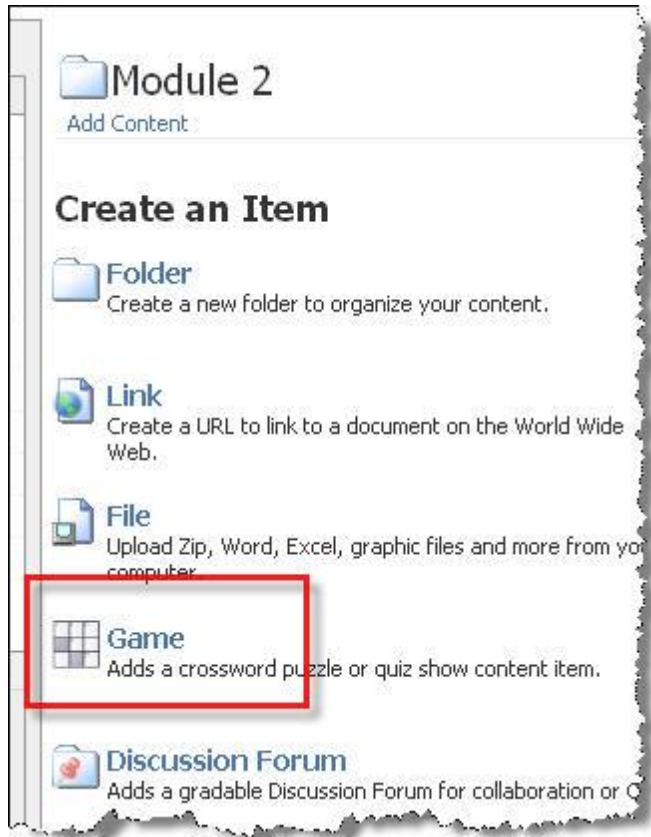 Module 2
Add Content
Create an Item
Folder
Create a new folder to organize your content.
Link
Create a URL to link to a document on the World Wide
Web.
File
Upload Zip, Word, Excel, graphic files and more from
computer.
Game
Adds a crossword puzzle or quiz show content item.
Discussion Forum
Adds a gradable Discussion Forum for collaboration or